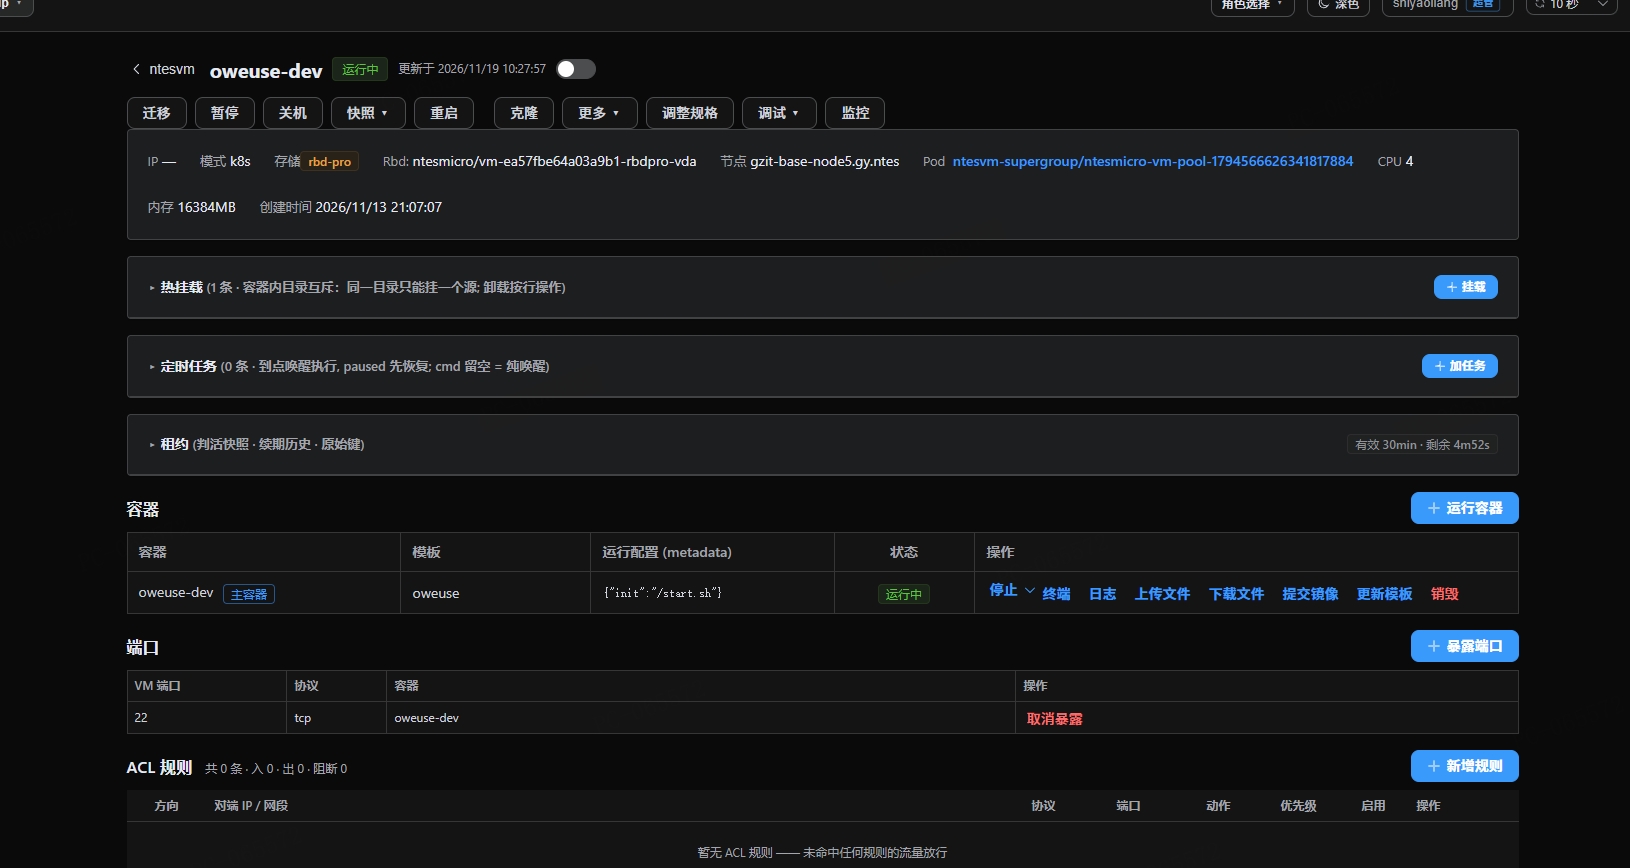 角色选择 深色 shiyaoliang 超管 10 秒
ntesvm oweuse-dev 运行中 更新于 2026/11/19 10:27:57
迁移 暂停 关机 快照 重启 克隆 更多 调整规格 调试 监控
IP — 模式 k8s 存储 rbd-pro Rbd: ntesmicro/vm-ea57fbe64a03a9b1-rbdpro-vda 节点 gzit-base-node5.gy.ntes Pod ntesvm-supergroup/ntesmicro-vm-pool-1794566626341817884 CPU 4
内存 16384MB 创建时间 2026/11/13 21:07:07
热挂载 (1 条 · 容器内目录互斥：同一目录只能挂一个源; 卸载按行操作) + 挂载
定时任务 (0 条 · 到点唤醒执行, paused 先恢复; cmd 留空 = 纯唤醒) + 加任务
租约 (判活快照 · 续期历史 · 原始键) 有效 30min · 剩余 4m52s
容器 + 运行容器
容器 模板 运行配置 (metadata) 状态 操作
oweuse-dev 主容器 oweuse {"init":"/start.sh"} 运行中 停止 终端 日志 上传文件 下载文件 提交镜像 更新模板 销毁
端口 + 暴露端口
VM 端口 协议 容器 操作
22 tcp oweuse-dev 取消暴露
ACL 规则 共 0 条 · 入 0 · 出 0 · 阻断 0 + 新增规则
方向 对端 IP / 网段 协议 端口 动作 优先级 启用 操作
暂无 ACL 规则 —— 未命中任何规则的流量放行